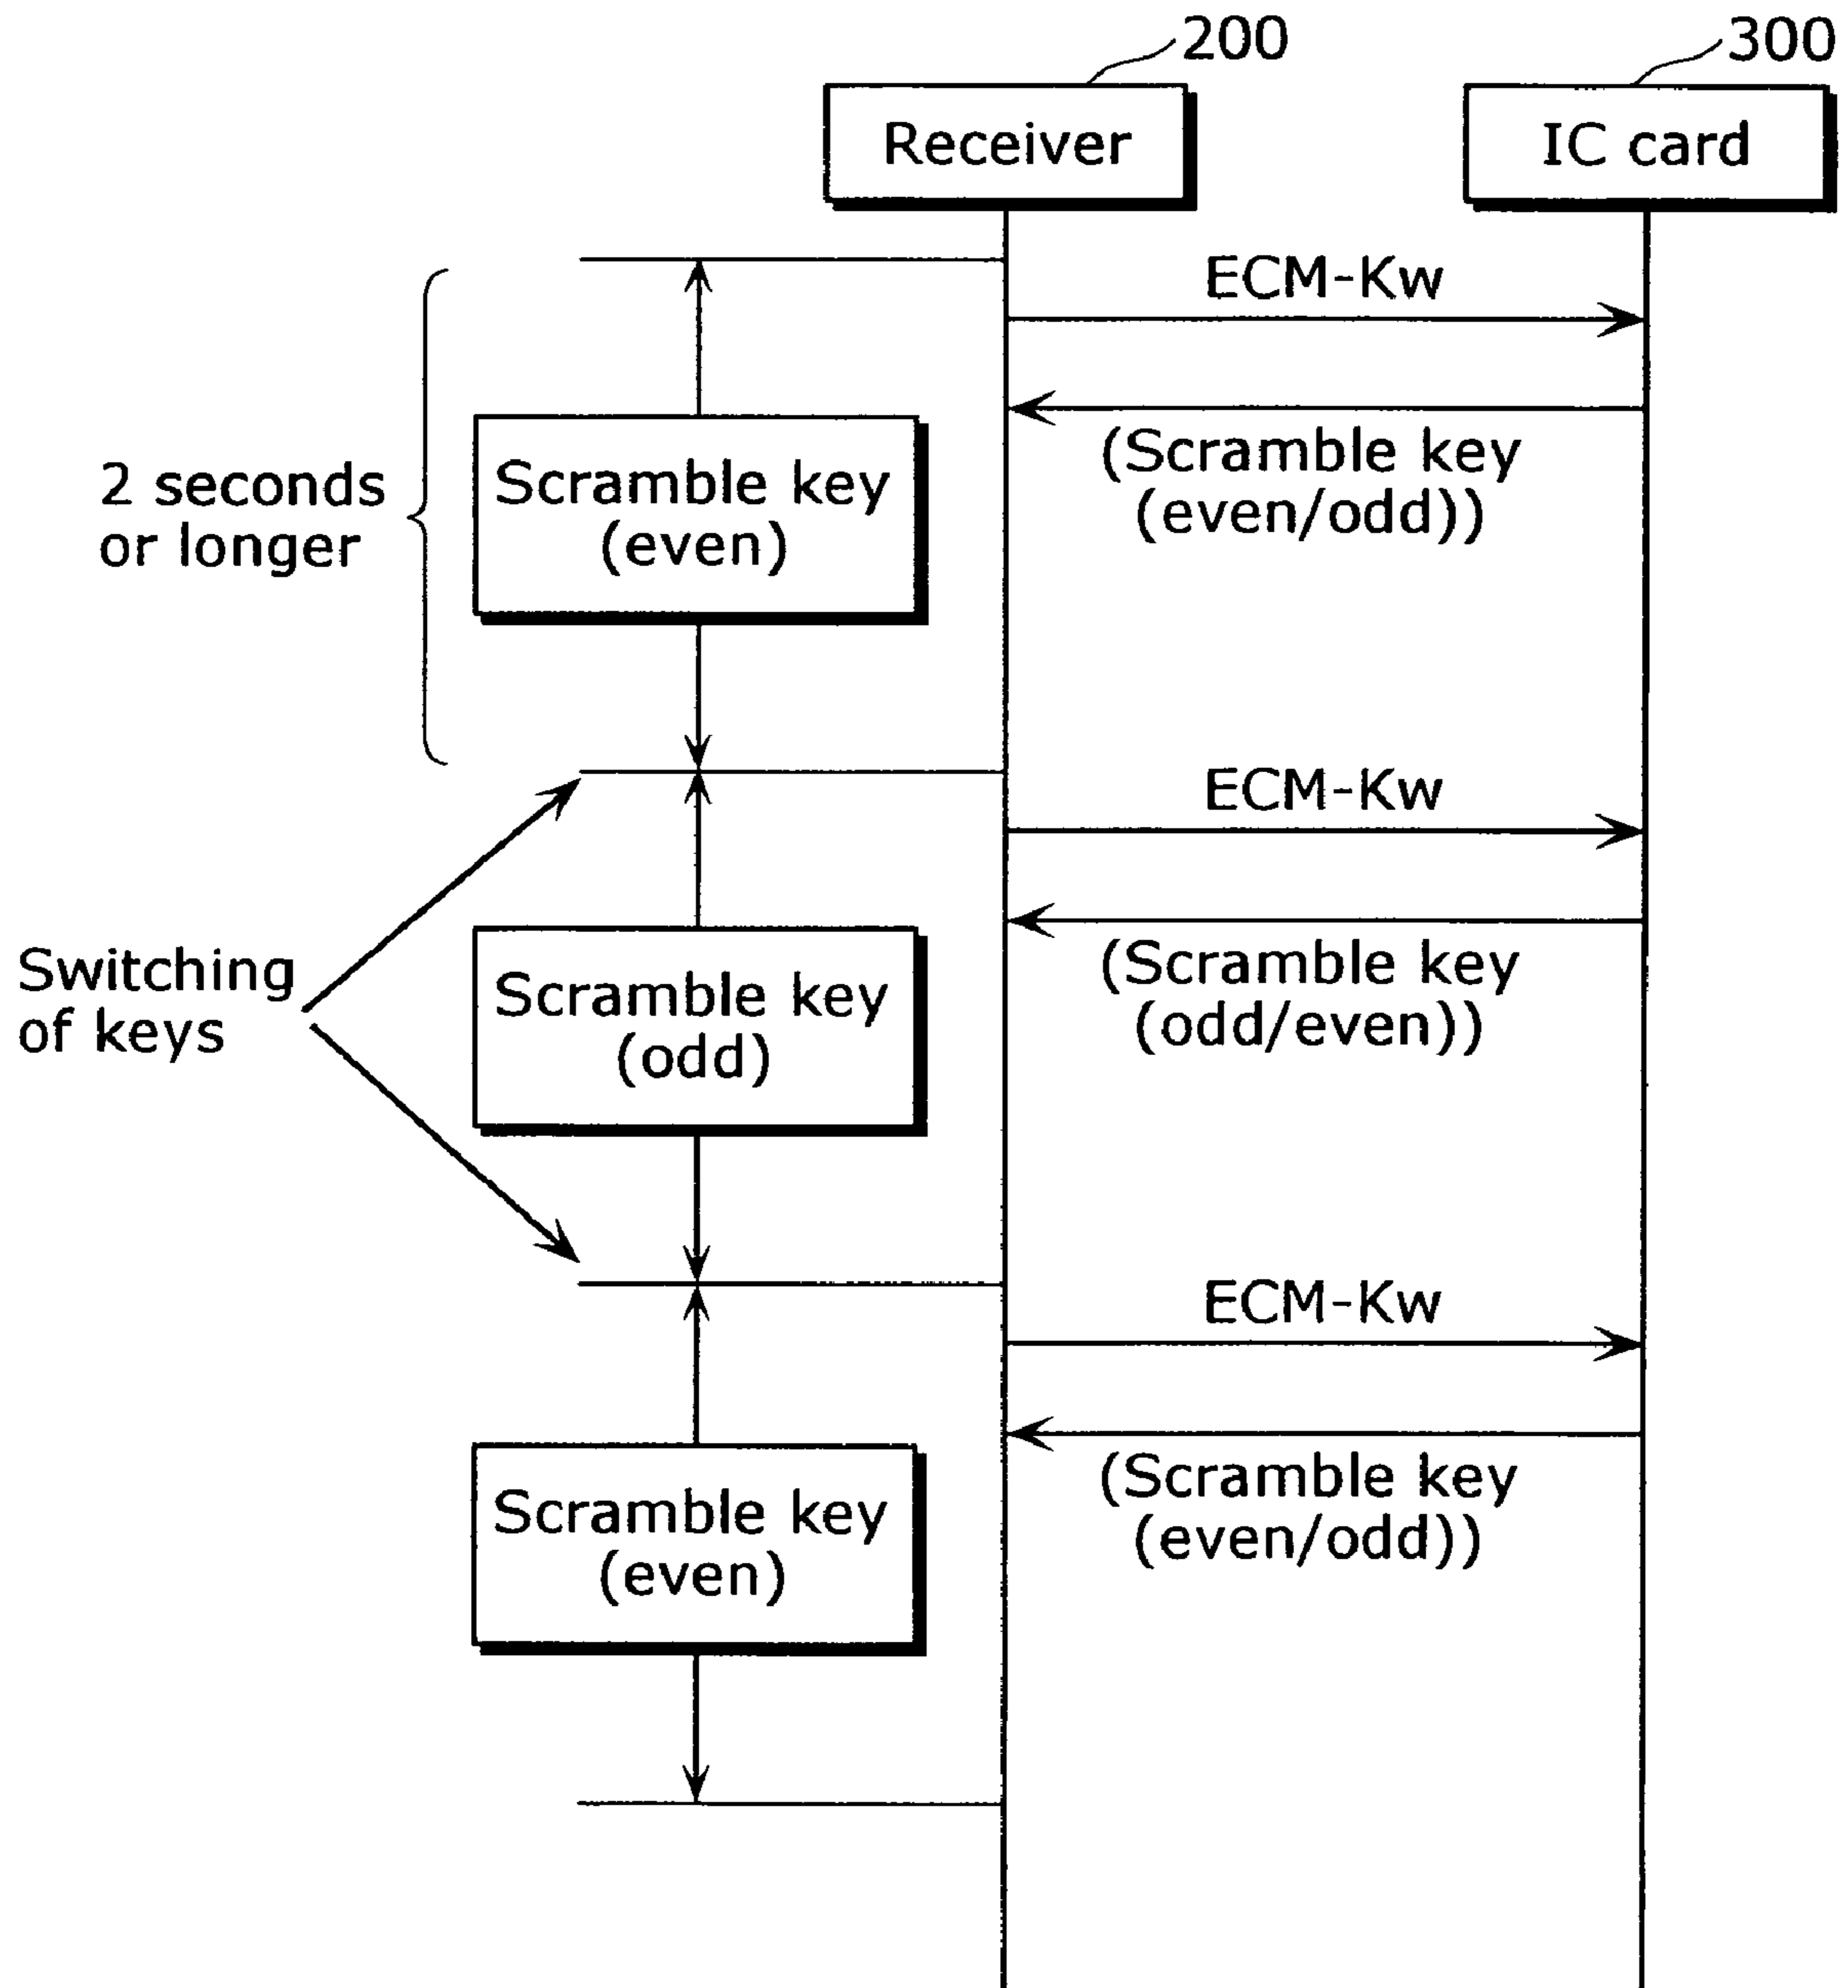 200
300
Receiver
IC card
ECM-Kw
(Scramble key
(even/odd))
2 seconds
or longer
Scramble key
(even)
ECM-Kw
(Scramble key
(odd/even))
Switching
of keys
Scramble key
(odd)
ECM-Kw
(Scramble key
(even/odd))
Scramble key
(even)